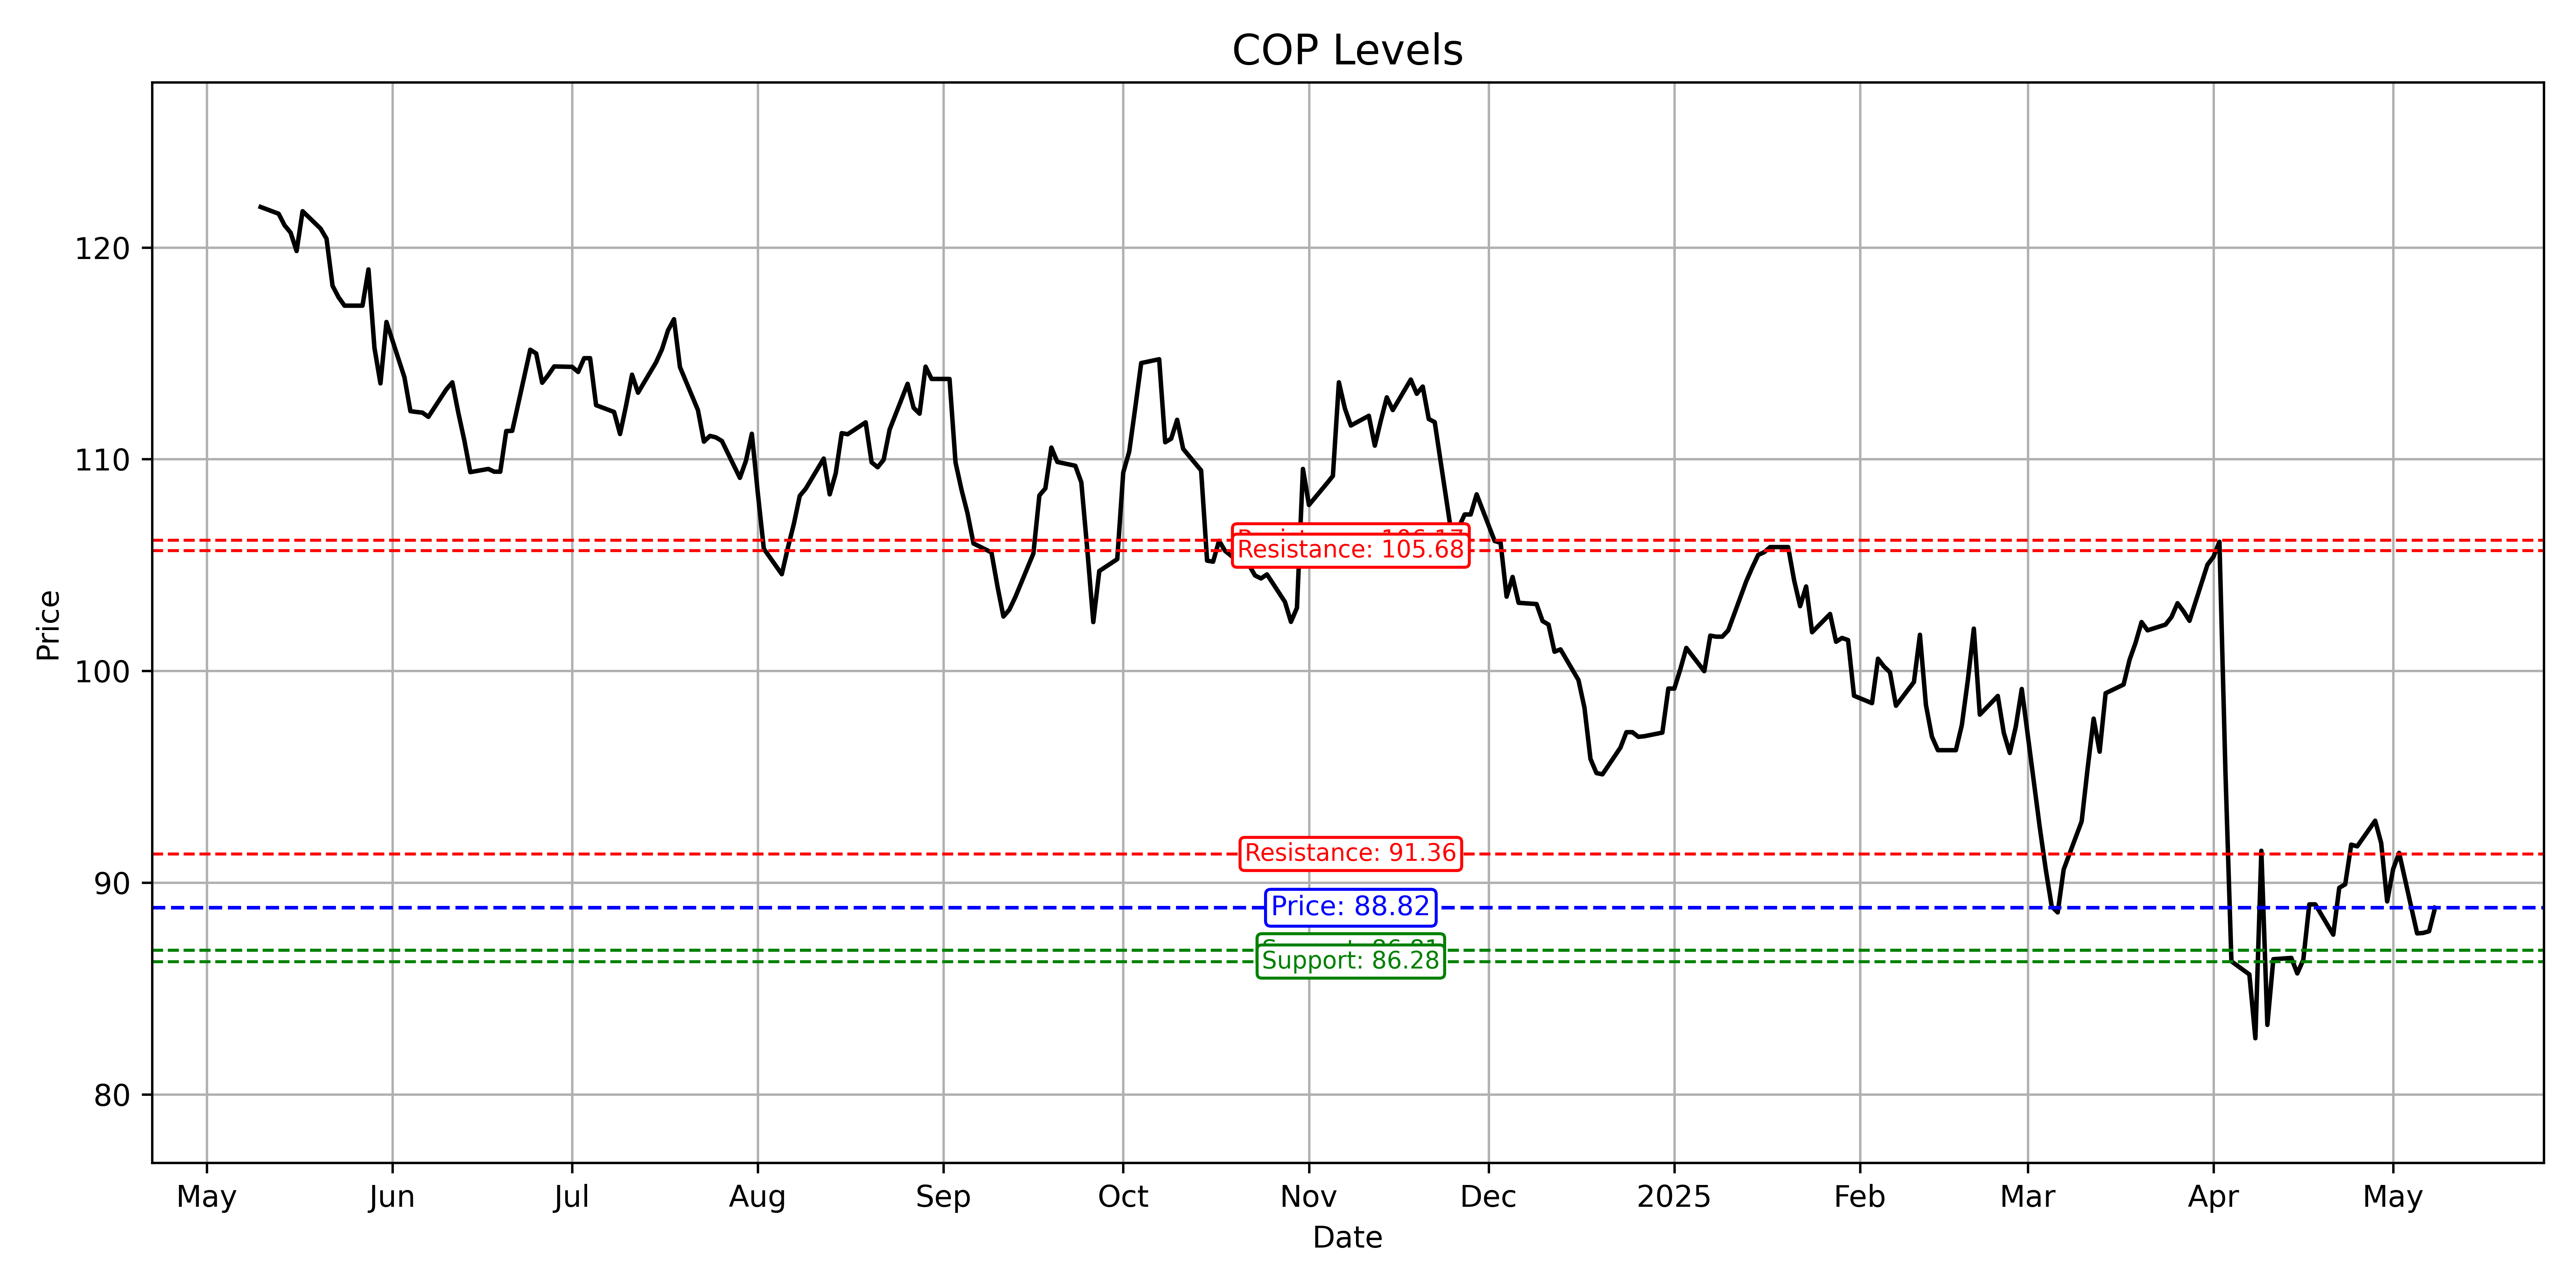 COP Levels
120
110
100
90
80
Price
Resistance: 105.68
Resistance: 91.36
Price: 88.82
Support: 86.28
May
Jun
Jul
Aug
Sep
Oct
Nov
Dec
2025
Feb
Mar
Apr
May
Date